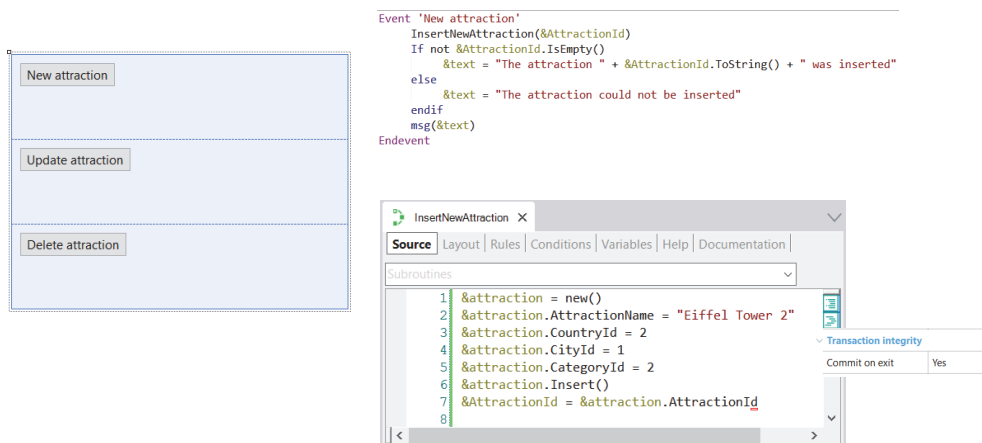 New attraction
Update attraction
Delete attraction
Event 'New attraction'
InsertNewAttraction(&AttractionId)
If not &AttractionId.IsEmpty()
&text = "The attraction " + &AttractionId.ToString() + " was inserted"
else
&text = "The attraction could not be inserted"
endif
msg(&text)
Endevent
InsertNewAttraction
Source Layout Rules Conditions Variables Help Documentation
Subroutines
1 &attraction = new()
2 &attraction.AttractionName = "Eiffel Tower 2"
3 &attraction.CountryId = 2
4 &attraction.CityId = 1
5 &attraction.CategoryId = 2
6 &attraction.Insert()
7 &AttractionId = &attraction.AttractionId
8
Transaction integrity
Commit on exit Yes